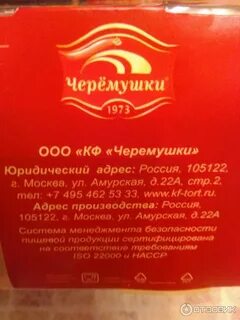 Черёмушки
1973
ООО «КФ «Черемушки»
Юридический адрес: Россия, 105122,
г. Москва, ул. Амурская, д.22А, стр.2,
тел: +7 495 462 53 33, www.kf-tort.ru
Адрес производства: Россия,
105122, г. Москва, ул. Амурская, д.22А
Система менеджмента безопасности
пищевой продукции сертифицирована
на соответствие требованиям
ISO 22000 и HACCP
ОТЗОВИК